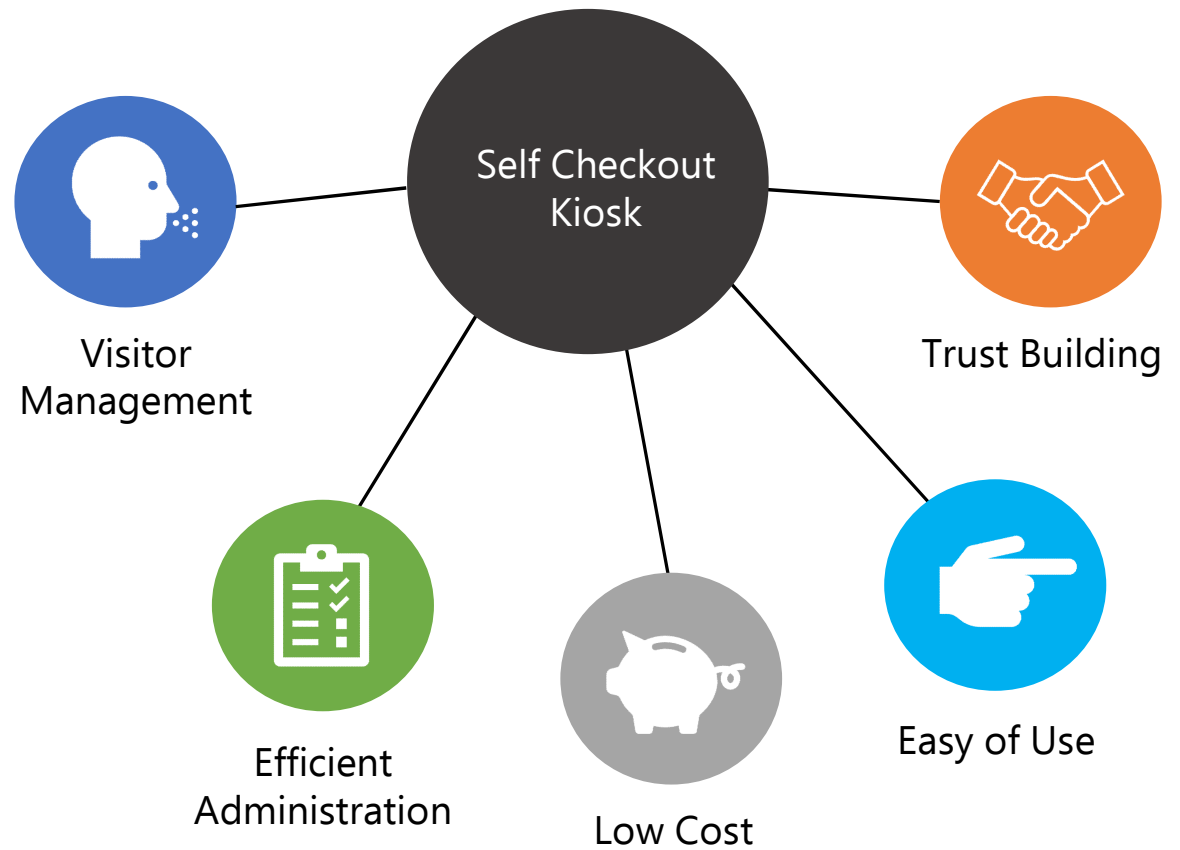 Self Checkout
Kiosk
Visitor
Management
Trust Building
Efficient
Administration
Low Cost
Easy of Use